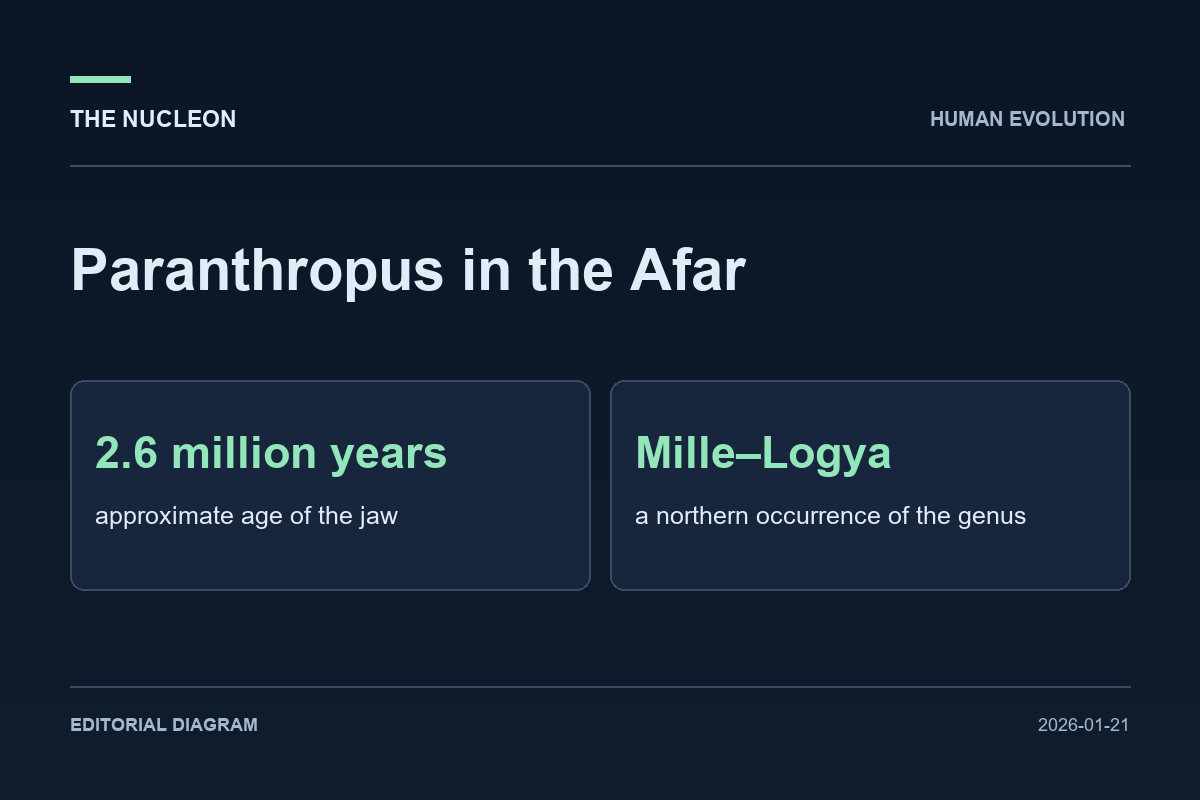 THE NUCLEON
HUMAN EVOLUTION
Paranthropus in the Afar
2.6 million years
approximate age of the jaw
Mille–Logya
a northern occurrence of the genus
EDITORIAL DIAGRAM
2026-01-21